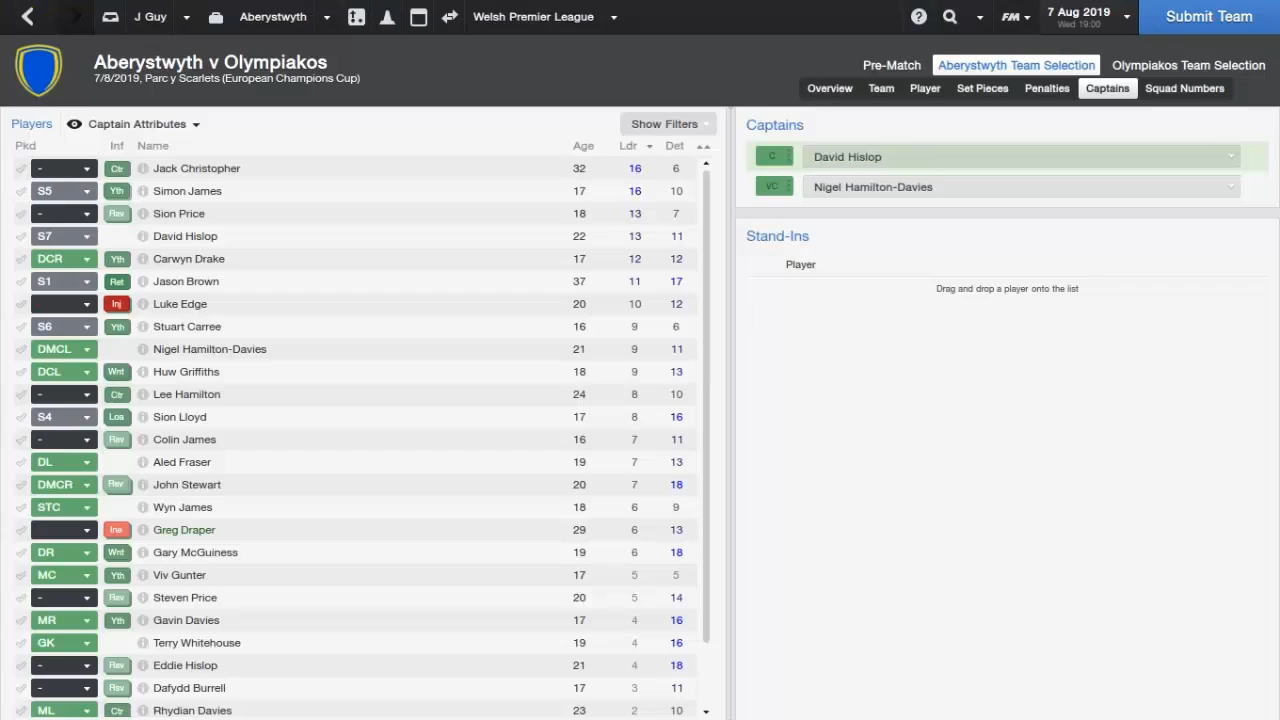 J Guy Aberystwyth Welsh Premier League FM 7 Aug 2019 Submit Team
Wed 19:00
Aberystwyth v Olympiakos
7/8/2019, Parc y Scarlets (European Champions Cup)
Pre-Match Aberystwyth Team Selection Olympiakos Team Selection
Overview Team Player Set Pieces Penalties Captains Squad Numbers
Players Captain Attributes Show Filters
Pkd Inf Name Age Ldr Det
- Ctr Jack Christopher 32 16 6
S5 Yth Simon James 17 16 10
- Rsv Sion Price 18 13 7
S7 David Hislop 22 13 11
DCR Yth Carwyn Drake 17 12 12
S1 Ret Jason Brown 37 11 17
Inj Luke Edge 20 10 12
S6 Yth Stuart Carree 16 9 6
DMCL Nigel Hamilton-Davies 21 9 11
DCL Wnt Huw Griffiths 18 9 13
- Ctr Lee Hamilton 24 8 10
S4 Loa Sion Lloyd 17 8 16
- Rsv Colin James 16 7 11
DL Aled Fraser 19 7 13
DMCR Rsv John Stewart 20 7 18
STC Wyn James 18 6 9
Ine Greg Draper 29 6 13
DR Wnt Gary McGuiness 19 6 18
MC Yth Viv Gunter 17 5 5
- Rsv Steven Price 20 5 14
MR Yth Gavin Davies 17 4 16
GK Terry Whitehouse 19 4 16
- Rsv Eddie Hislop 21 4 18
- Rsv Dafydd Burrell 17 3 11
ML Ctr Rhydian Davies 23 2 10
Captains
C David Hislop
VC Nigel Hamilton-Davies
Stand-Ins
Player
Drag and drop a player onto the list